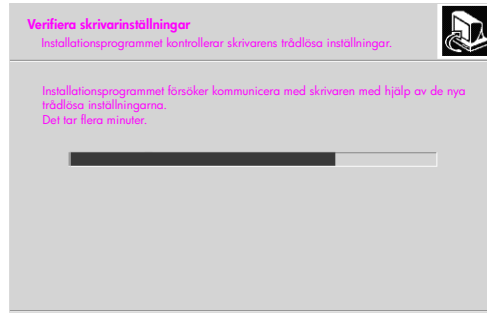 Verifiera skrivarinställningar
Installationsprogrammet kontrollerar skrivarens trådlösa inställningar.
Installationsprogrammet försöker kommunicera med skrivaren med hjälp av de nya
trådlösa inställningarna.
Det tar flera minuter.